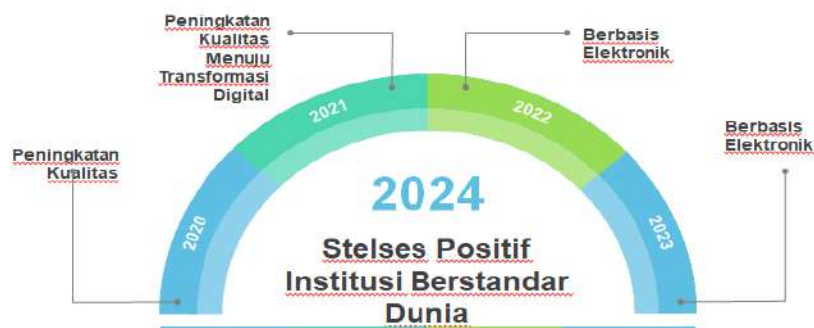 Peningkatan
Kualitas
Menuju
Transformasi
Digital
Berbasis
Elektronik
2021
2022
Peningkatan
Kualitas
Berbasis
Elektronik
2020
2023
2024
Stelses Positif
Institusi Berstandar
Dunia